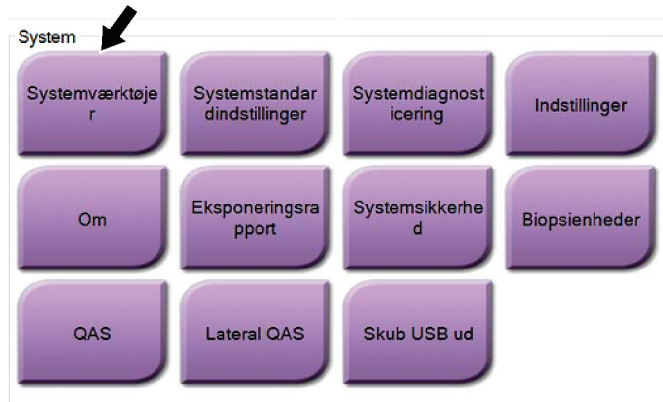 System
Systemværktøje
r
Systemstandar
dindstillinger
Systemdiagnost
icering
Indstillinger
Om
Eksponeringsra
pport
Systemsikkerhe
d
Biopsienheder
QAS
Lateral QAS
Skub USB ud